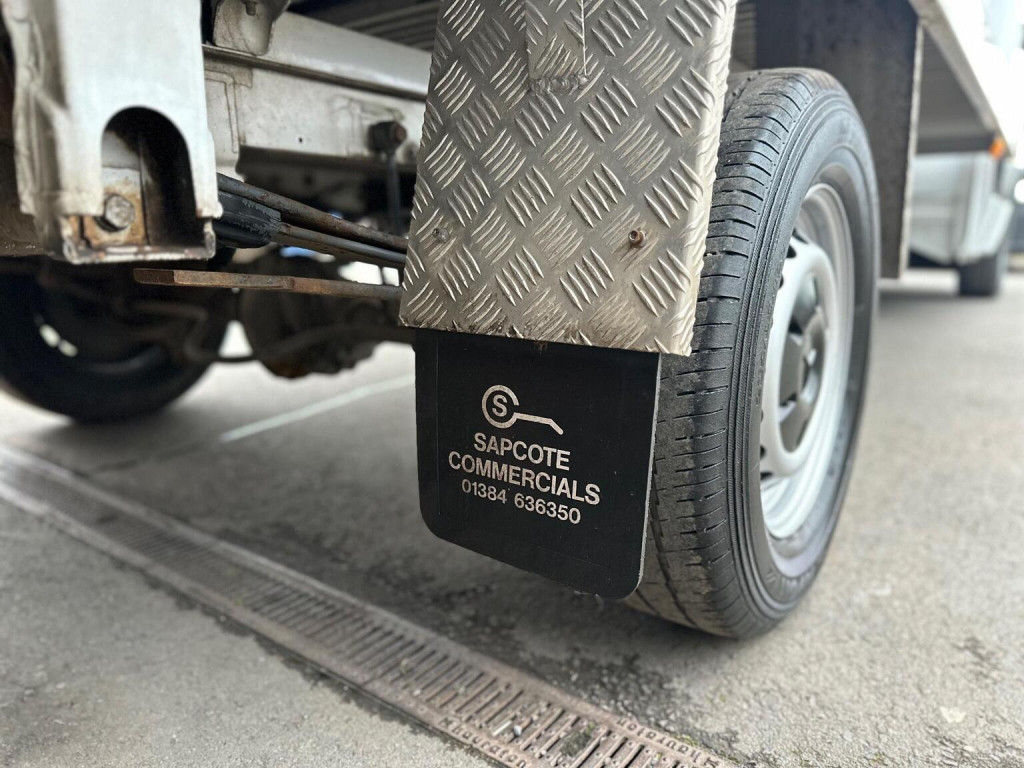 S
SAPCOTE
COMMERCIALS
01384 636350